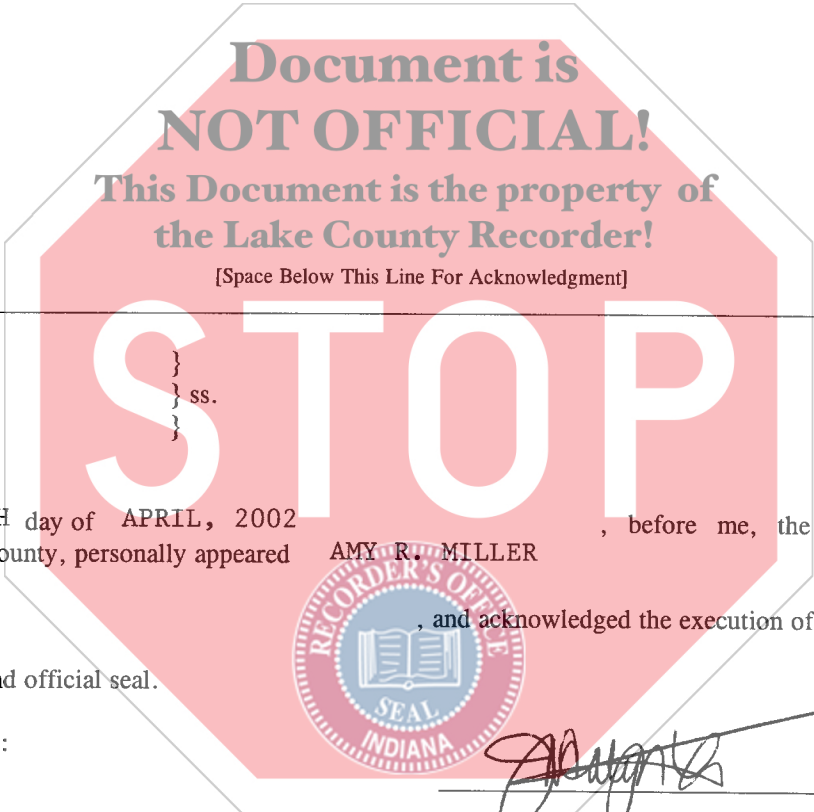 Document is
NOT OFFICIAL!
This Document is the property of
the Lake County Recorder!
[Space Below This Line For Acknowledgment]
STOP
}
} ss.
}
H day of APRIL, 2002 , before me, the
ounty, personally appeared AMY R. MILLER
, and acknowledged the execution of
nd official seal.
:
RECORDER'S OFFICE
SEAL
INDIANA